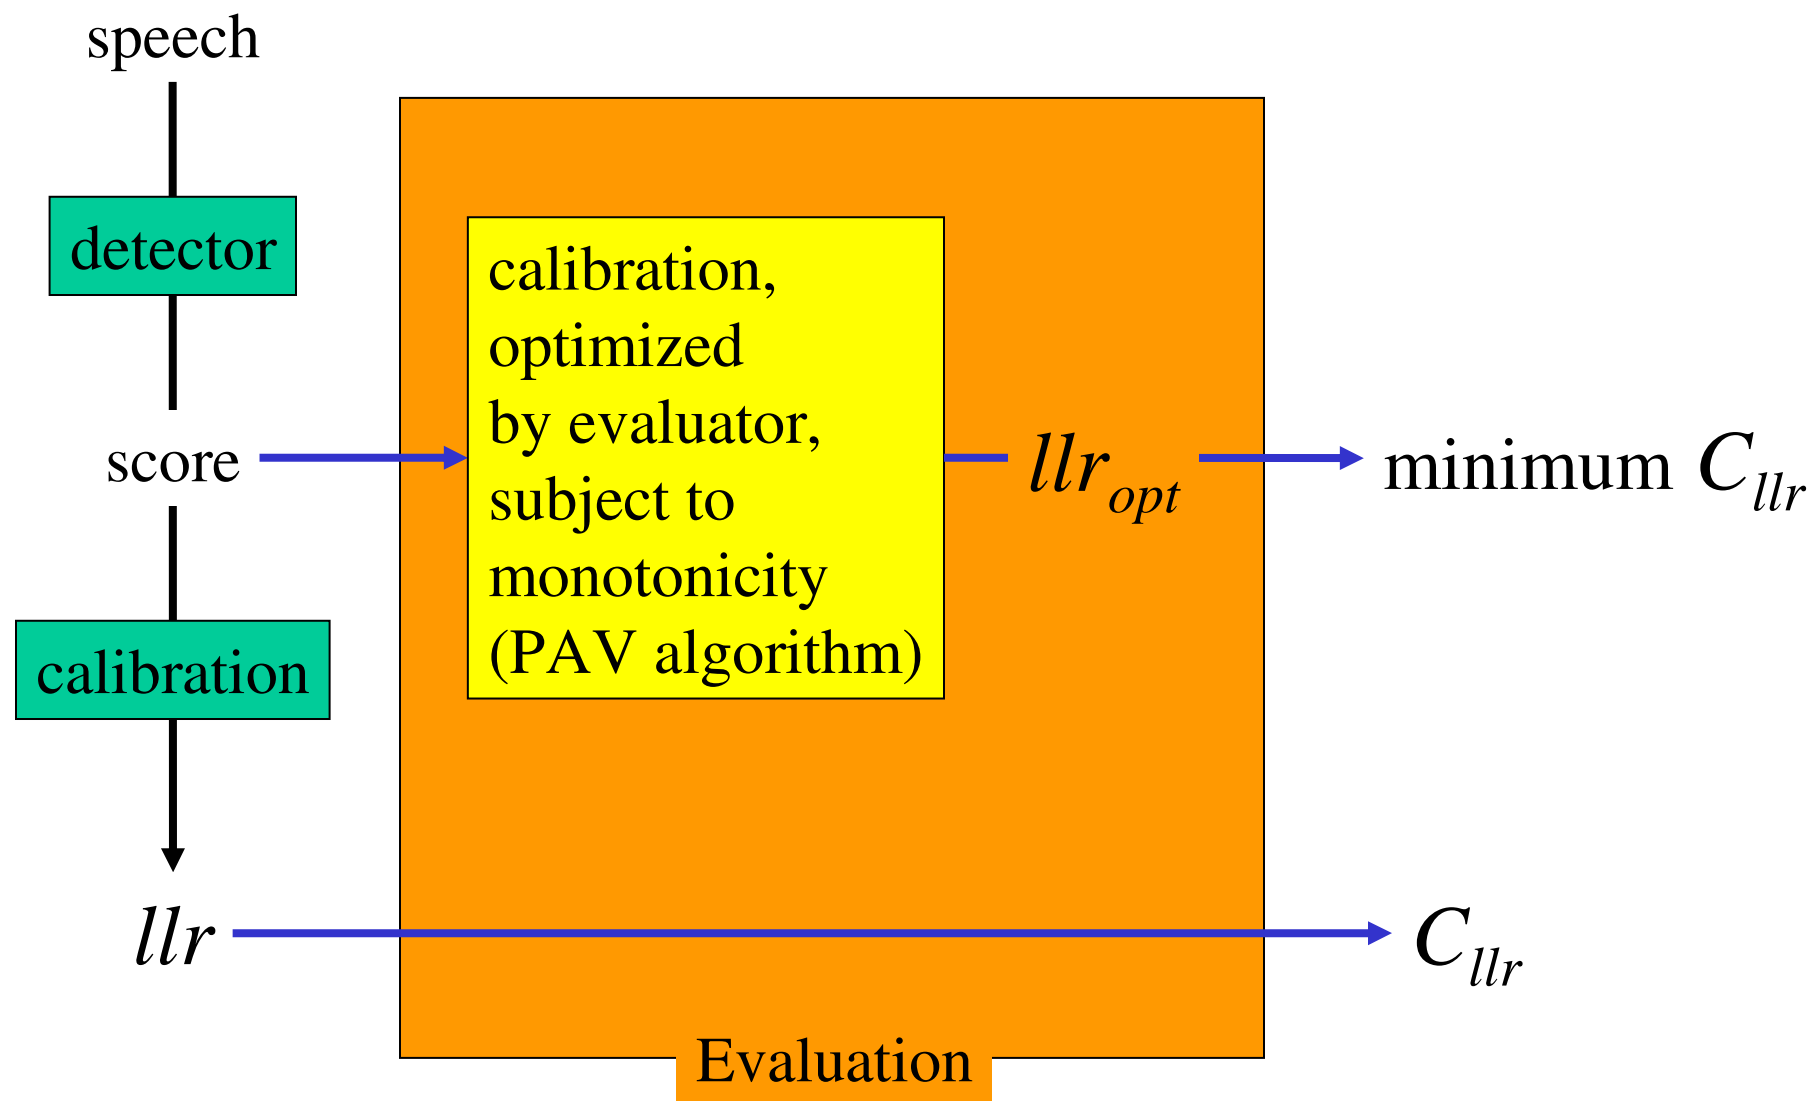 speech
detector
score
calibration
llr
calibration,
optimized
by evaluator,
subject to
monotonicity
(PAV algorithm)
llr_opt
minimum C_llr
C_llr
Evaluation